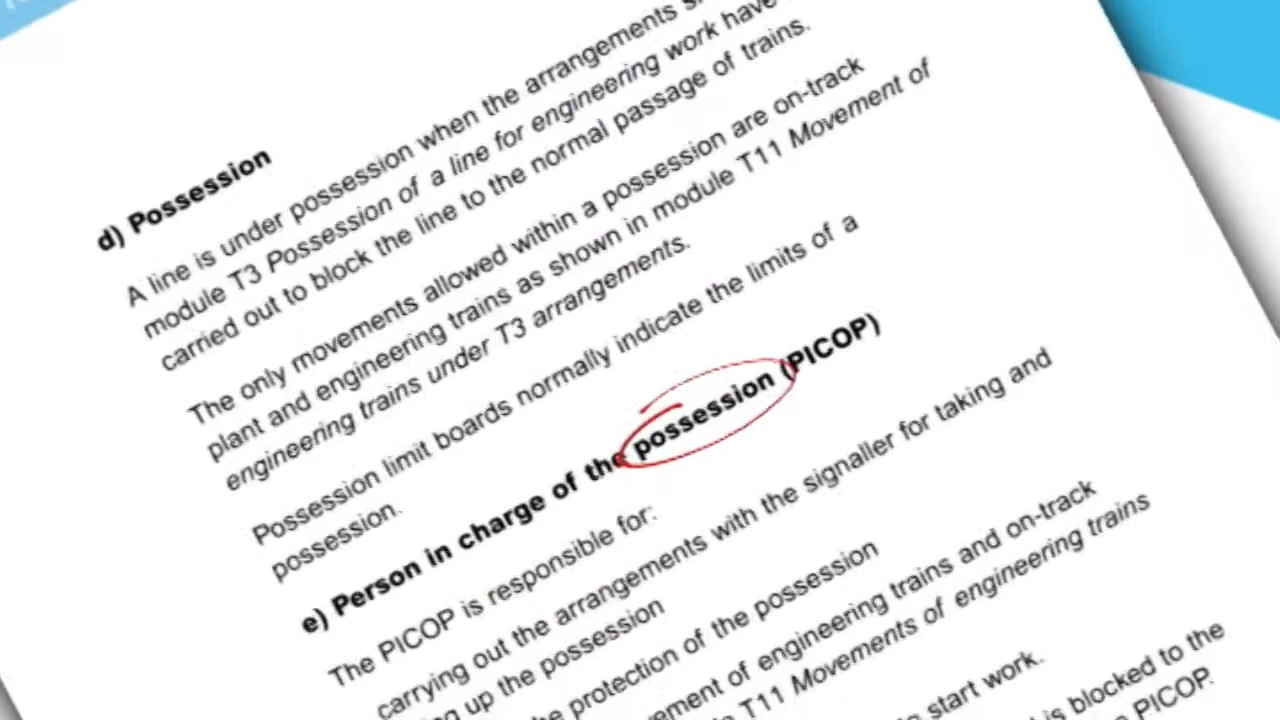 d) Possession
A line is under possession when the arrangements
module T3 Possession of a line for engineering work have
carried out to block the line to the normal passage of trains.
The only movements allowed within a possession are on-track
plant and engineering trains as shown in module T11 Movement of
engineering trains under T3 arrangements.
Possession limit boards normally indicate the limits of a
possession.
e) Person in charge of the possession (PICOP)
The PICOP is responsible for:
carrying out the arrangements with the signaller for taking and
up the possession
protection of the possession
of engineering trains and on-track
T11 Movements of engineering trains
start work.
is blocked to the
PICOP.